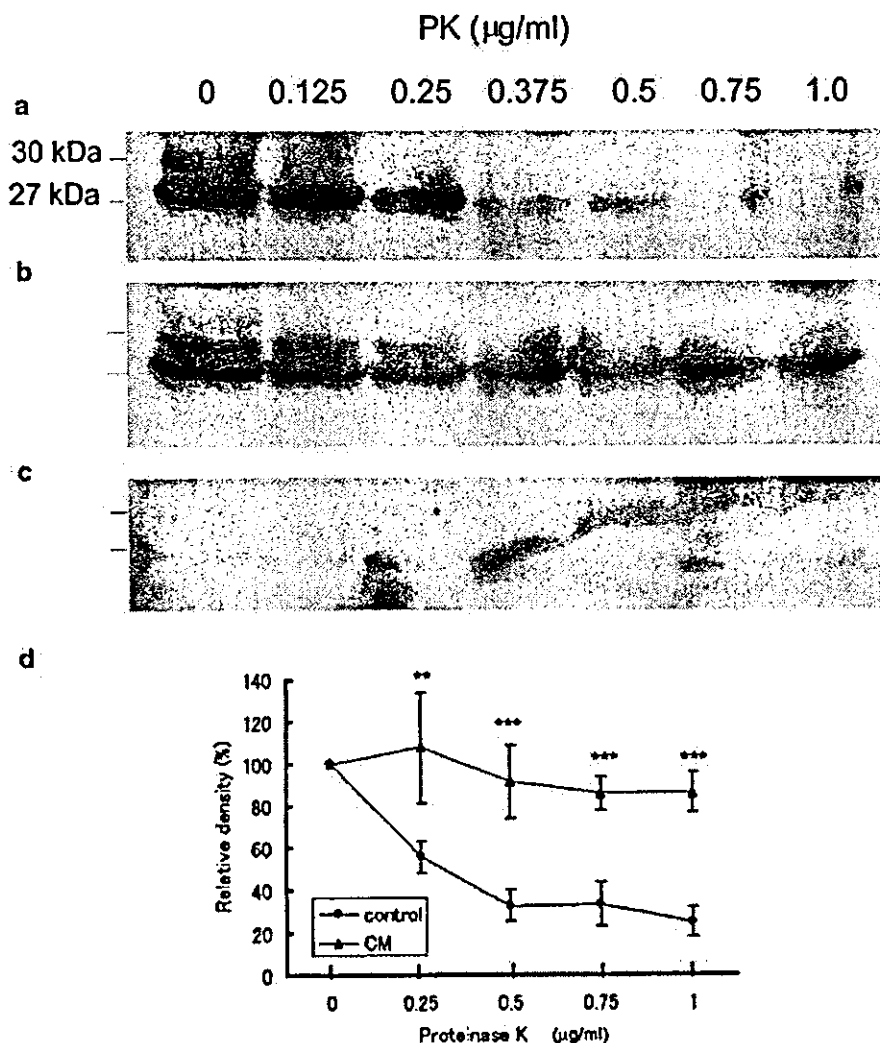 PK (µg/ml)
0 0.125 0.25 0.375 0.5 0.75 1.0
a
30 kDa
27 kDa
b
c
d
140
120
100
80
60
40
20
0
Relative density (%)
** *** *** ***
control
CM
0 0.25 0.5 0.75 1
Proteinase K (µg/ml)